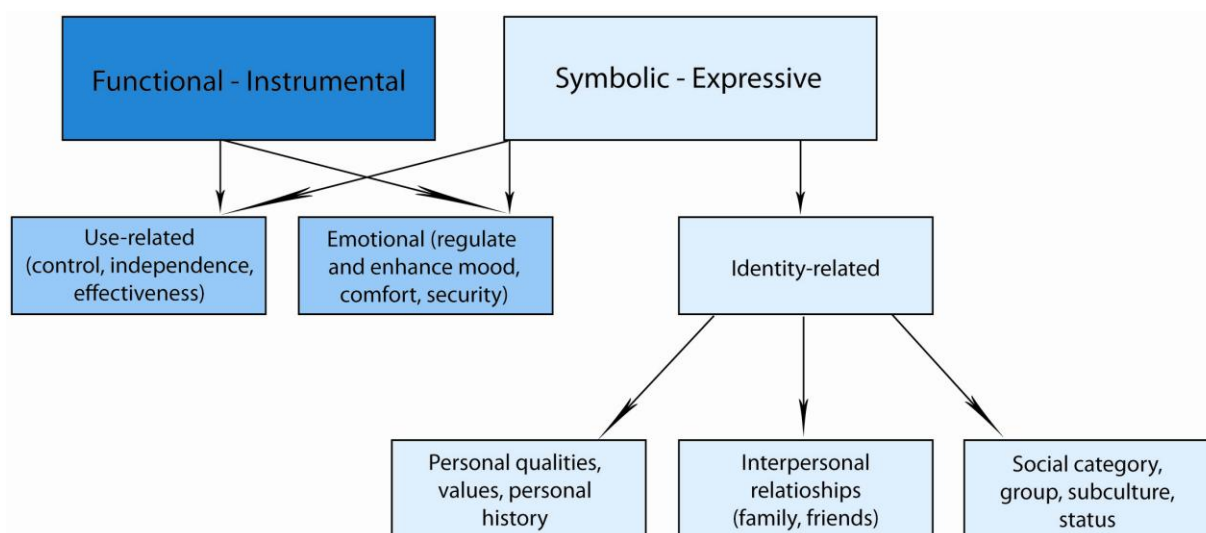 Functional - Instrumental
Symbolic - Expressive
Use-related
(control, independence,
effectiveness)
Emotional (regulate
and enhance mood,
comfort, security)
Identity-related
Personal qualities,
values, personal
history
Interpersonal
relatioships
(family, friends)
Social category,
group, subculture,
status